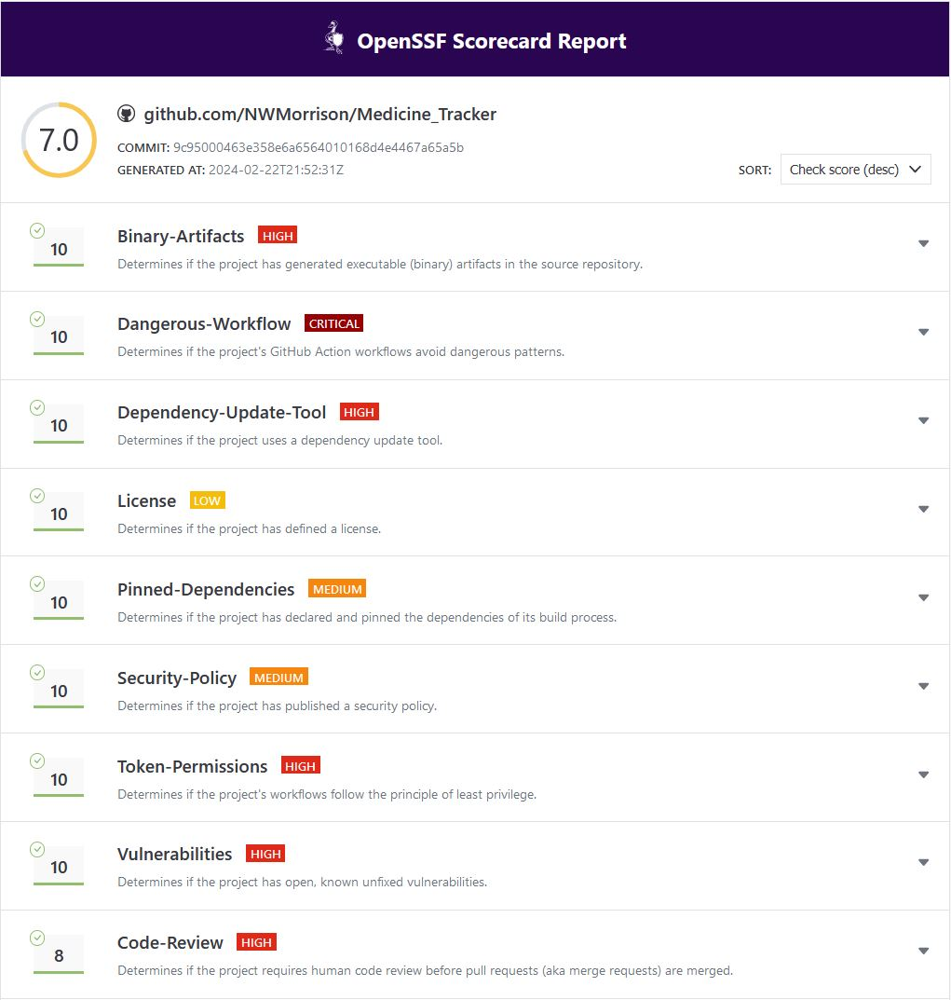 OpenSSF Scorecard Report
7.0
github.com/NWMorrison/Medicine_Tracker
COMMIT: 9c95000463e358e6a6564010168d4e4467a65a5b
GENERATED AT: 2024-02-22T21:52:31Z
SORT: Check score (desc)
10
Binary-Artifacts HIGH
Determines if the project has generated executable (binary) artifacts in the source repository.
10
Dangerous-Workflow CRITICAL
Determines if the project's GitHub Action workflows avoid dangerous patterns.
10
Dependency-Update-Tool HIGH
Determines if the project uses a dependency update tool.
10
License LOW
Determines if the project has defined a license.
10
Pinned-Dependencies MEDIUM
Determines if the project has declared and pinned the dependencies of its build process.
10
Security-Policy MEDIUM
Determines if the project has published a security policy.
10
Token-Permissions HIGH
Determines if the project's workflows follow the principle of least privilege.
10
Vulnerabilities HIGH
Determines if the project has open, known unfixed vulnerabilities.
8
Code-Review HIGH
Determines if the project requires human code review before pull requests (aka merge requests) are merged.